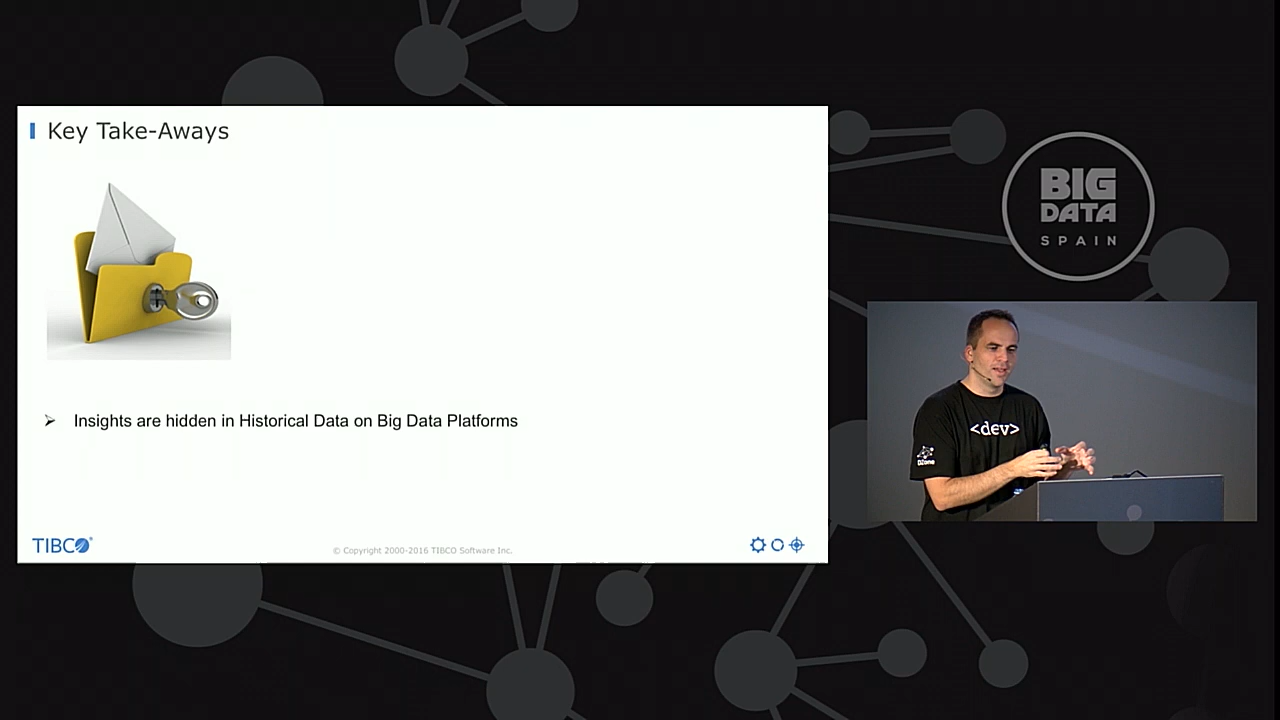 Key Take-Aways
Insights are hidden in Historical Data on Big Data Platforms
TIBCO
© Copyright 2000-2016 TIBCO Software Inc.
BIG
DATA
SPAIN
<dev>
DZone